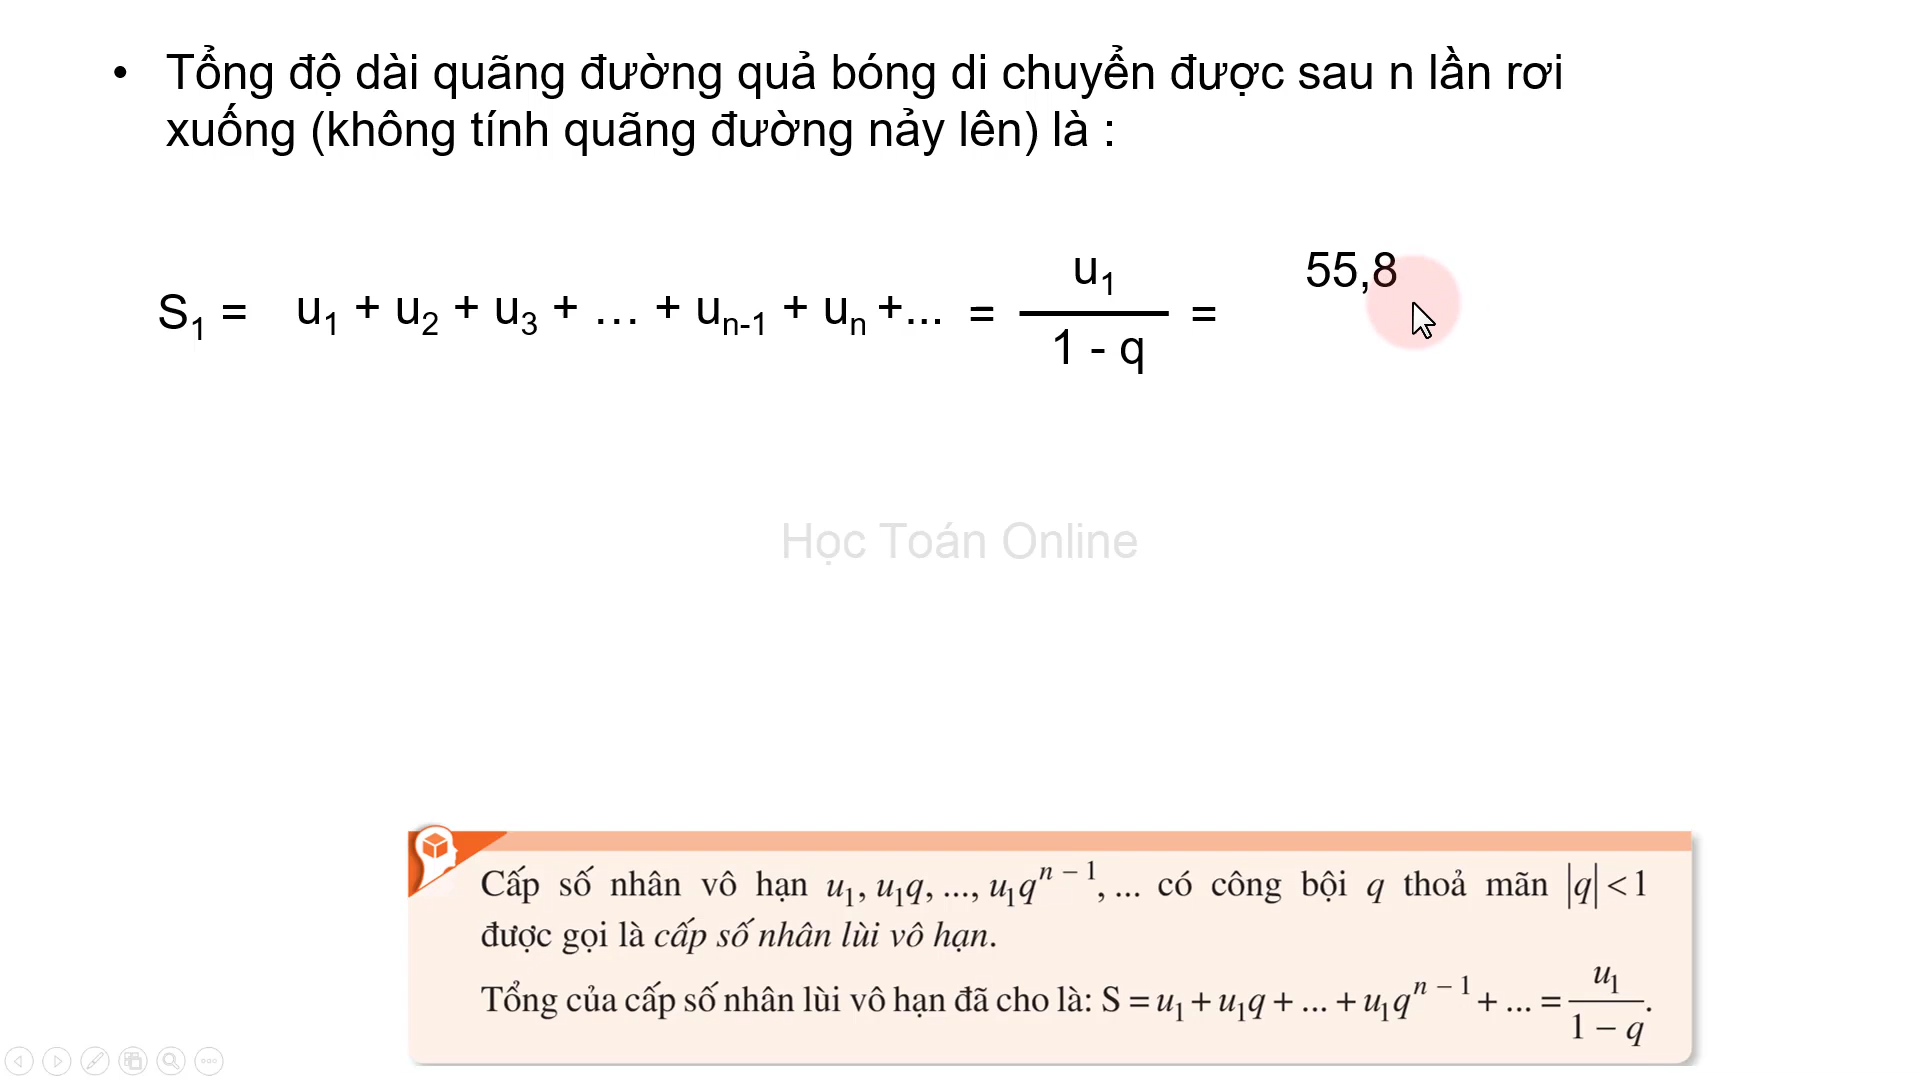 • Tổng độ dài quãng đường quả bóng di chuyển được sau n lần rơi
xuống (không tính quãng đường nảy lên) là :
S₁ = u₁ + u₂ + u₃ + … + uₙ₋₁ + uₙ +... = u₁ / (1 - q) = 55,8
Học Toán Online
Cấp số nhân vô hạn u₁, u₁q, ..., u₁qⁿ⁻¹, ... có công bội q thoả mãn |q| < 1
được gọi là cấp số nhân lùi vô hạn.
Tổng của cấp số nhân lùi vô hạn đã cho là: S = u₁ + u₁q + ... + u₁qⁿ⁻¹ + ... = u₁ / (1 − q).